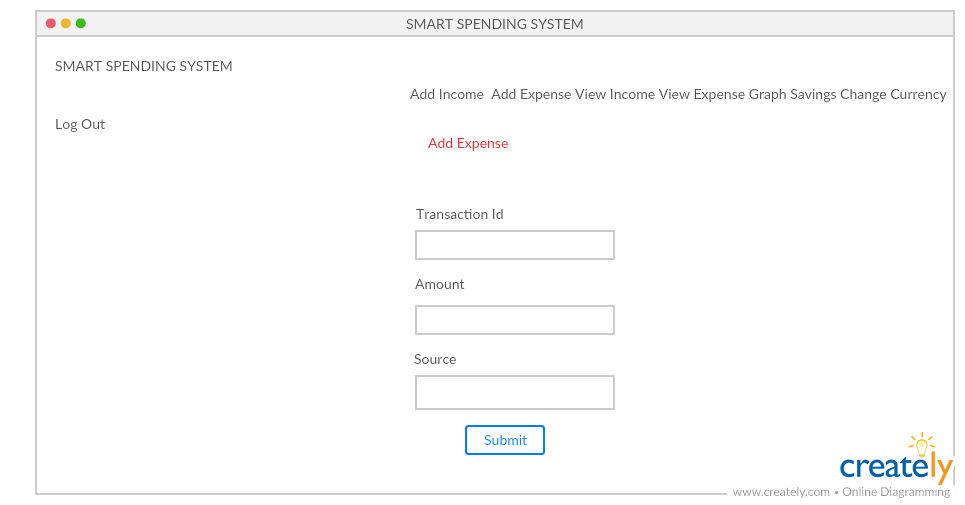 SMART SPENDING SYSTEM
SMART SPENDING SYSTEM
Add Income Add Expense View Income View Expense Graph Savings Change Currency
Log Out
Add Expense
Transaction Id
Amount
Source
Submit
creately
www.creately.com • Online Diagramming